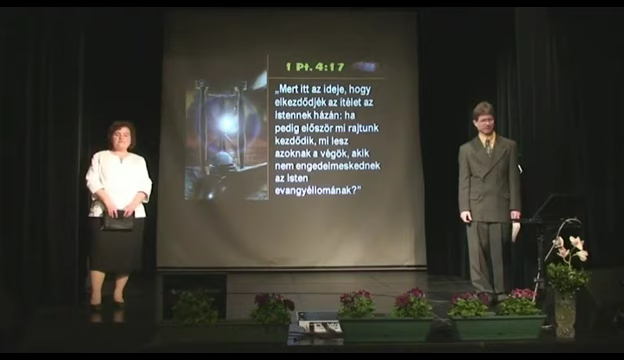 1 Pt. 4:17
„Mert itt az ideje, hogy
elkezdődjék az ítélet az
Istennek házán: ha
pedig először mi rajtunk
kezdődik, mi lesz
azoknak a végök, akik
nem engedelmeskednek
az Isten
evangyéliomának?”